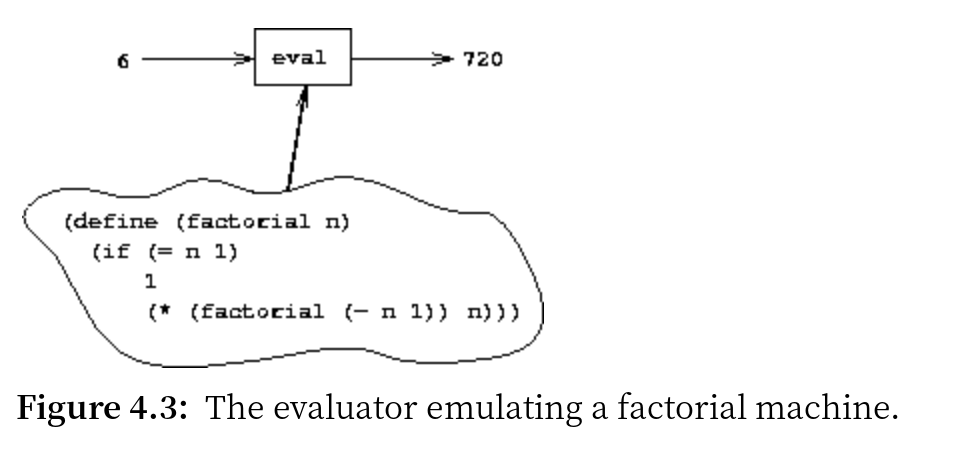 6 eval 720
(define (factorial n)
(if (= n 1)
1
(* (factorial (- n 1)) n)))
Figure 4.3: The evaluator emulating a factorial machine.